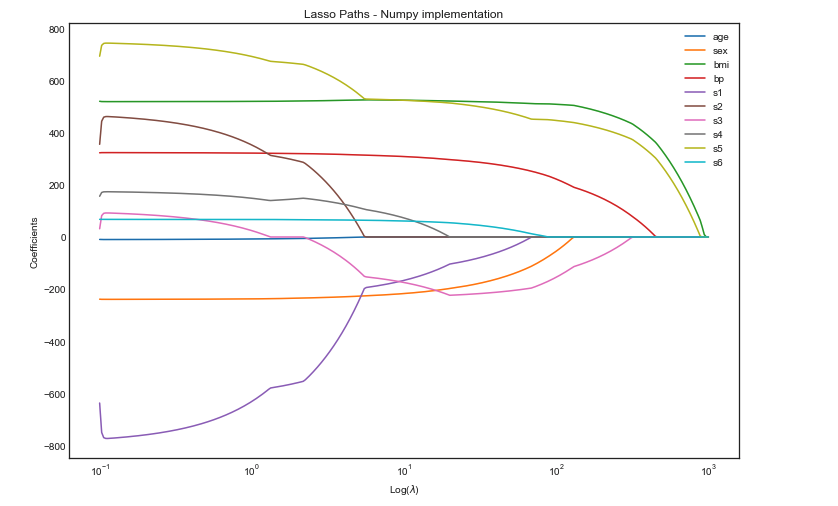 Lasso Paths - Numpy implementation
800
600
400
200
0
−200
−400
−600
−800
Coefficients
10⁻¹
10⁰
10¹
10²
10³
Log(λ)
age
sex
bmi
bp
s1
s2
s3
s4
s5
s6